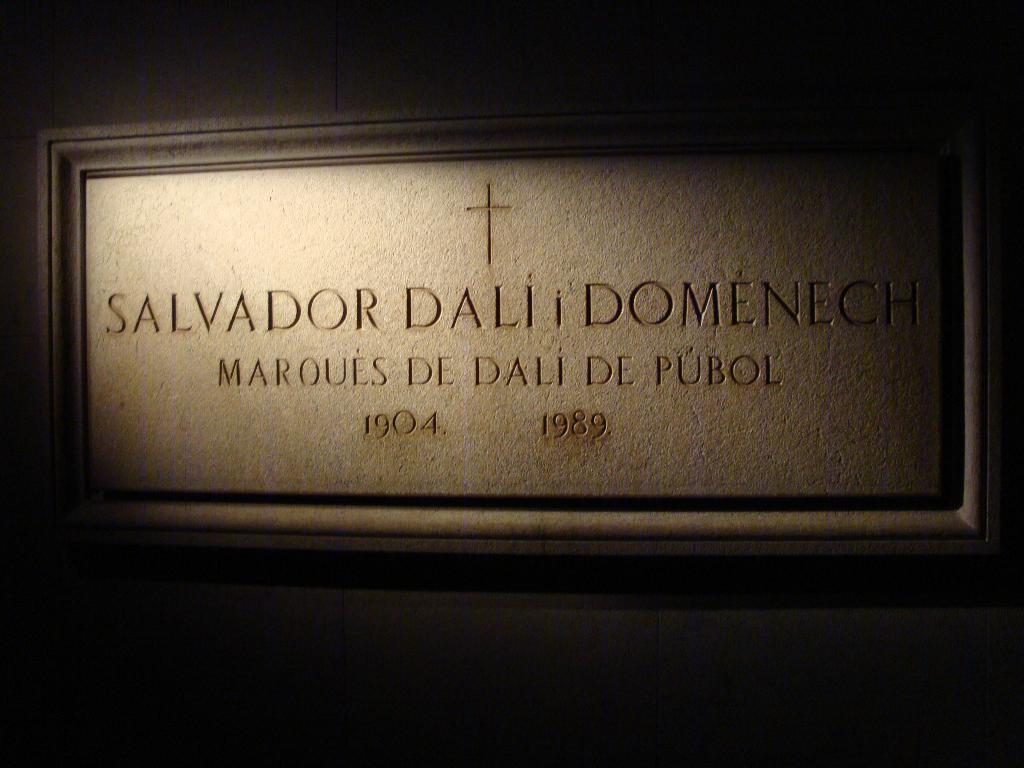 SALVADOR DALÍ i DOMÈNECH
MARQUÉS DE DALÍ DE PÚBOL
1904. 1989.